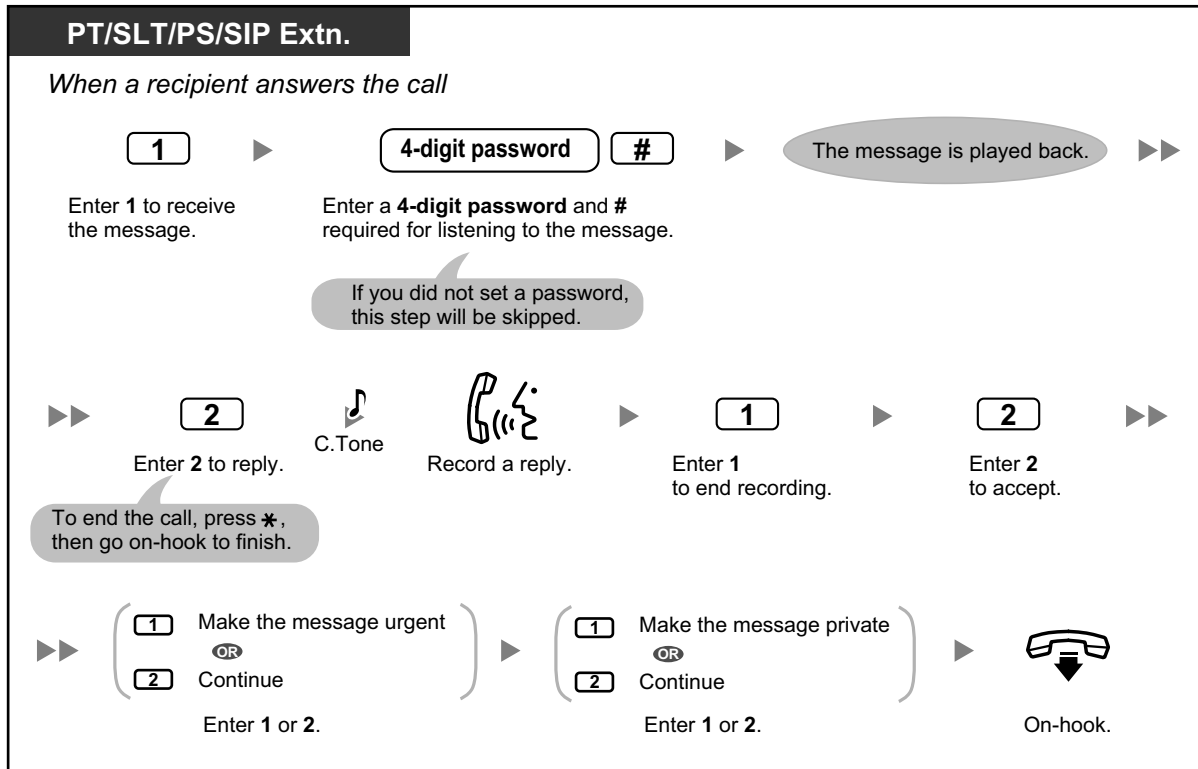 PT/SLT/PS/SIP Extn.
When a recipient answers the call
1
4-digit password #
The message is played back.
Enter 1 to receive
the message.
Enter a 4-digit password and #
required for listening to the message.
If you did not set a password,
this step will be skipped.
2
C.Tone
1
2
Enter 2 to reply.
Record a reply.
Enter 1
to end recording.
Enter 2
to accept.
To end the call, press *,
then go on-hook to finish.
1 Make the message urgent
OR
2 Continue
Enter 1 or 2.
1 Make the message private
OR
2 Continue
Enter 1 or 2.
On-hook.